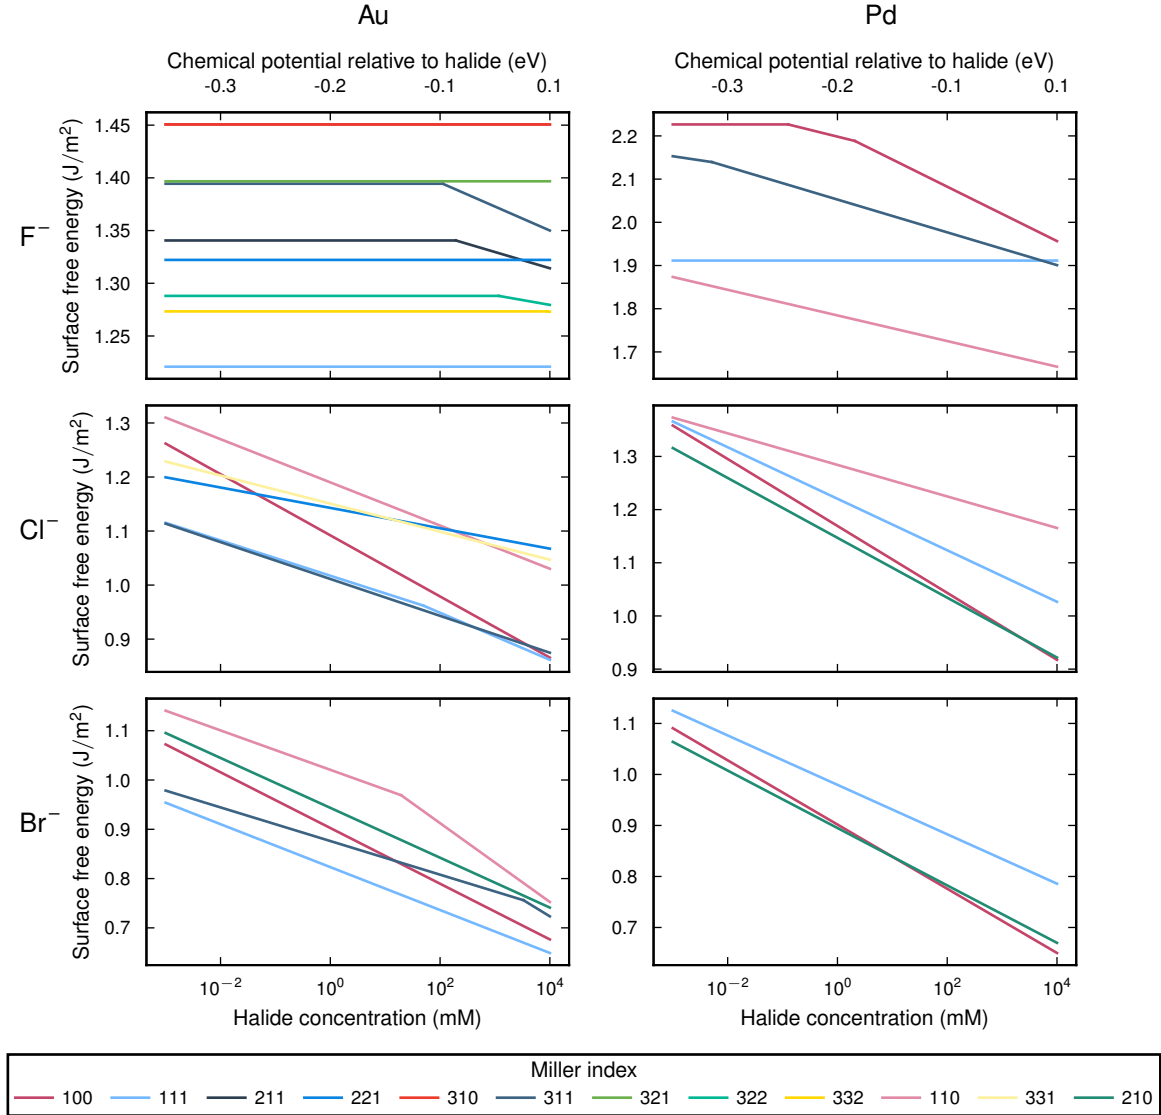 Au Pd
Chemical potential relative to halide (eV) Chemical potential relative to halide (eV)
-0.3 -0.2 -0.1 0.1 -0.3 -0.2 -0.1 0.1
F⁻
Surface free energy (J/m²)
1.45
1.40
1.35
1.30
1.25
2.2
2.1
2.0
1.9
1.8
1.7
Cl⁻
Surface free energy (J/m²)
1.3
1.2
1.1
1.0
0.9
1.3
1.2
1.1
1.0
0.9
Br⁻
Surface free energy (J/m²)
1.1
1.0
0.9
0.8
0.7
1.1
1.0
0.9
0.8
0.7
10⁻² 10⁰ 10² 10⁴ 10⁻² 10⁰ 10² 10⁴
Halide concentration (mM) Halide concentration (mM)
Miller index
100 111 211 221 310 311 321 322 332 110 331 210